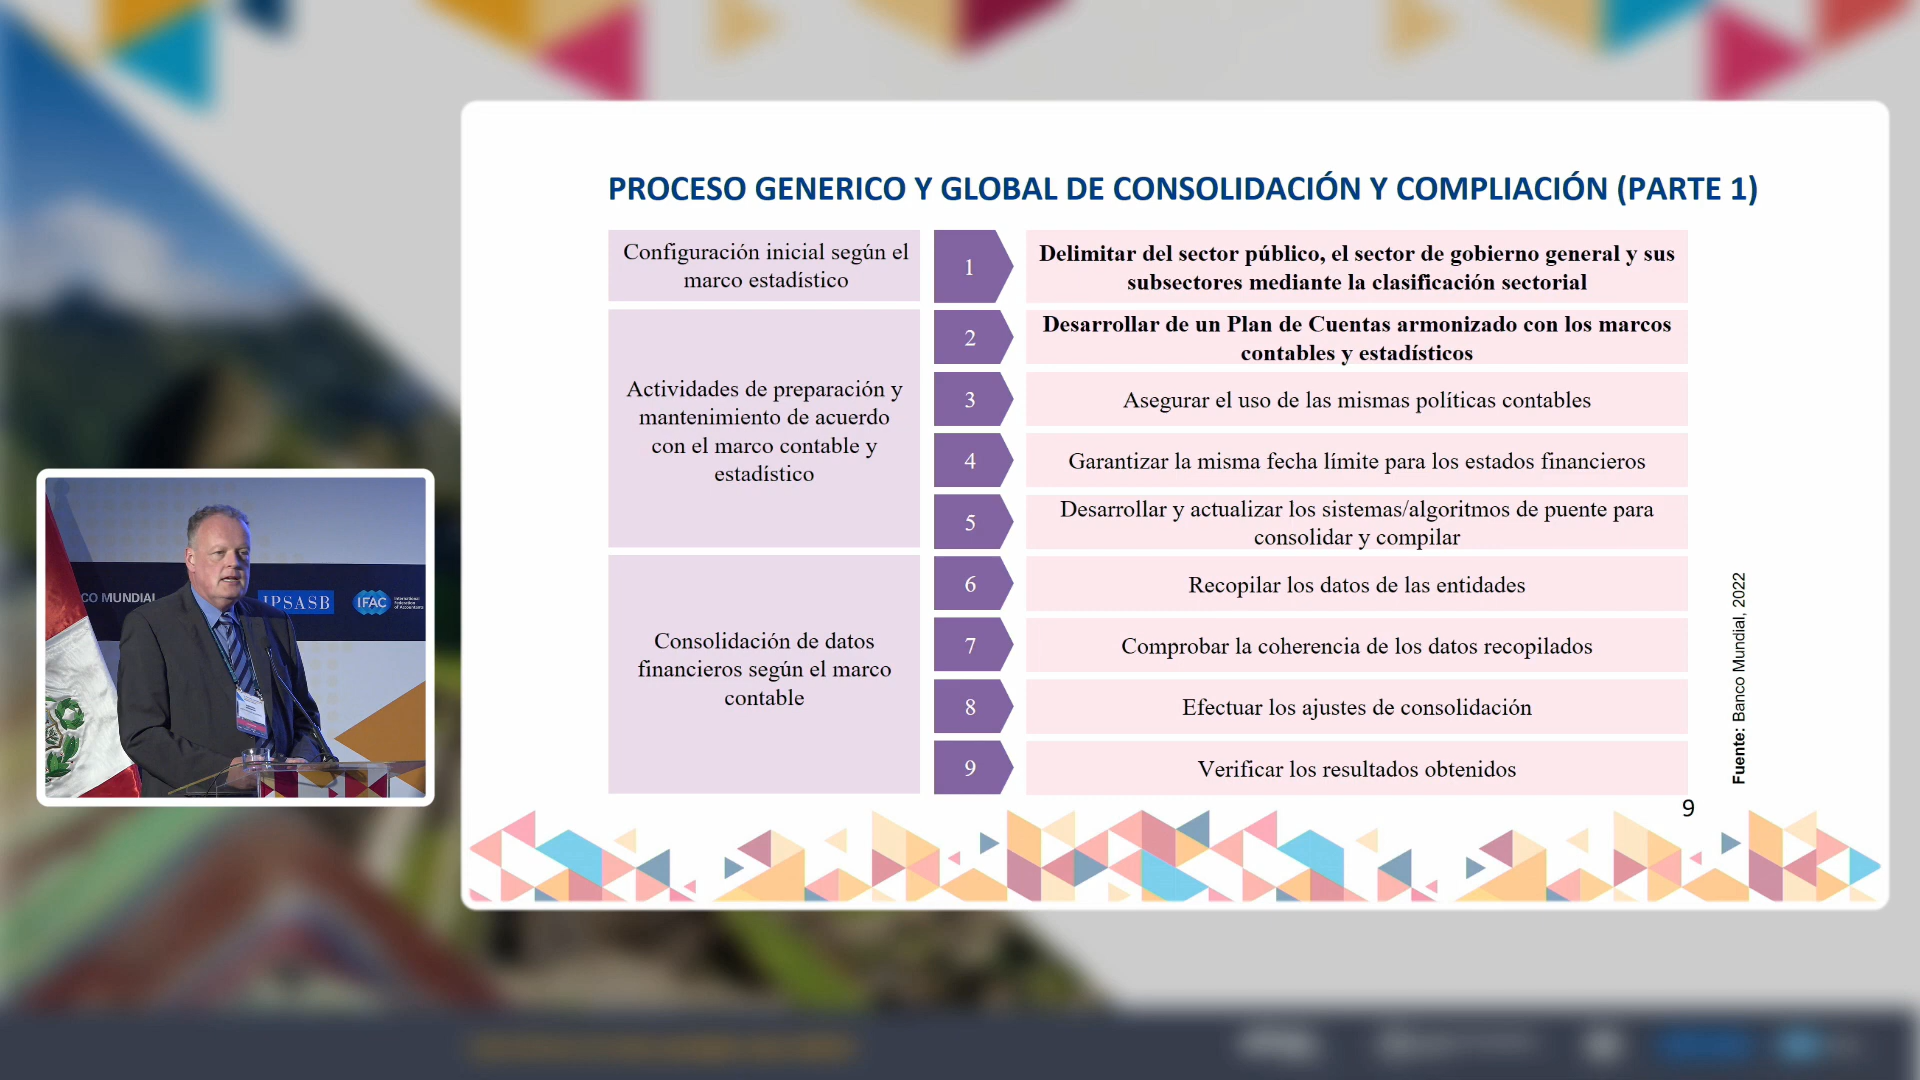 PROCESO GENERICO Y GLOBAL DE CONSOLIDACIÓN Y COMPLIACIÓN (PARTE 1)
Configuración inicial según el
marco estadístico
1
Delimitar del sector público, el sector de gobierno general y sus
subsectores mediante la clasificación sectorial
Actividades de preparación y
mantenimiento de acuerdo
con el marco contable y
estadístico
2
Desarrollar de un Plan de Cuentas armonizado con los marcos
contables y estadísticos
3
Asegurar el uso de las mismas políticas contables
4
Garantizar la misma fecha límite para los estados financieros
5
Desarrollar y actualizar los sistemas/algoritmos de puente para
consolidar y compilar
Consolidación de datos
financieros según el marco
contable
6
Recopilar los datos de las entidades
7
Comprobar la coherencia de los datos recopilados
8
Efectuar los ajustes de consolidación
9
Verificar los resultados obtenidos
Fuente: Banco Mundial, 2022
9
CO MUNDIAL
IPSASB
IFAC
International
Federation
of Accountants